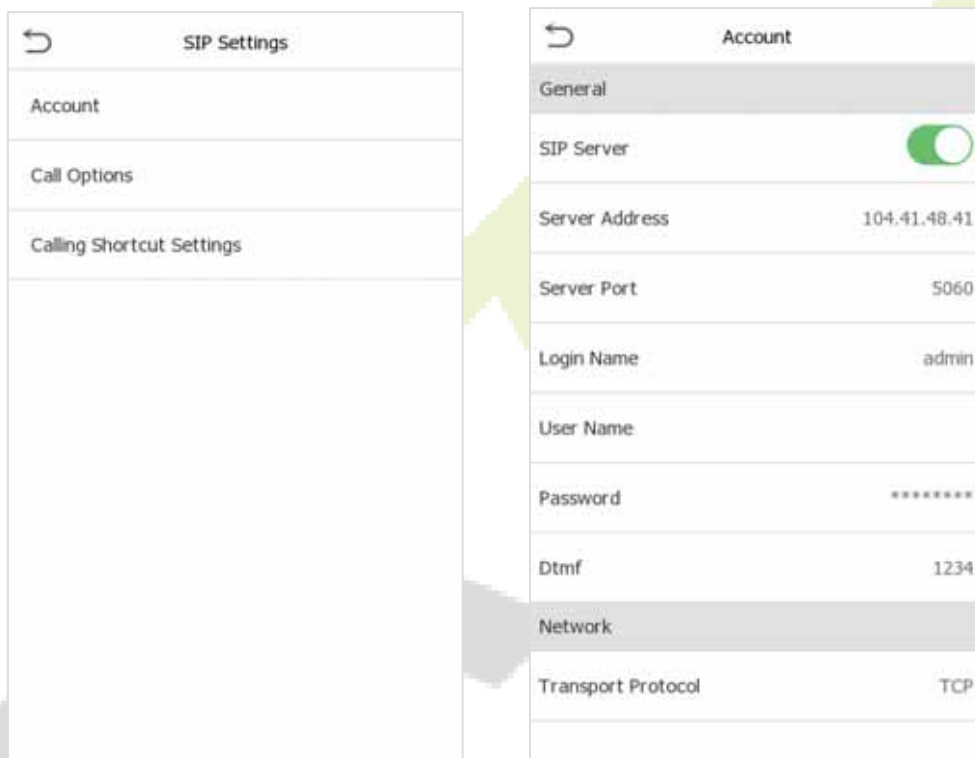 SIP Settings
Account
Call Options
Calling Shortcut Settings
Account
General
SIP Server
Server Address 104.41.48.41
Server Port 5060
Login Name admin
User Name
Password ********
Dtmf 1234
Network
Transport Protocol TCP